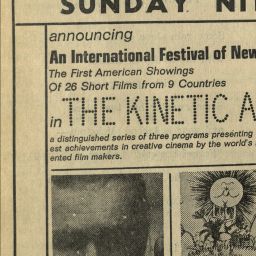 SUNDAY NI
announcing
An International Festival of New
The First American Showings
Of 26 Short Films from 9 Countries
in THE KINETIC A
a distinguished series of three programs presenting
est achievements in creative cinema by the world's
ented film makers.